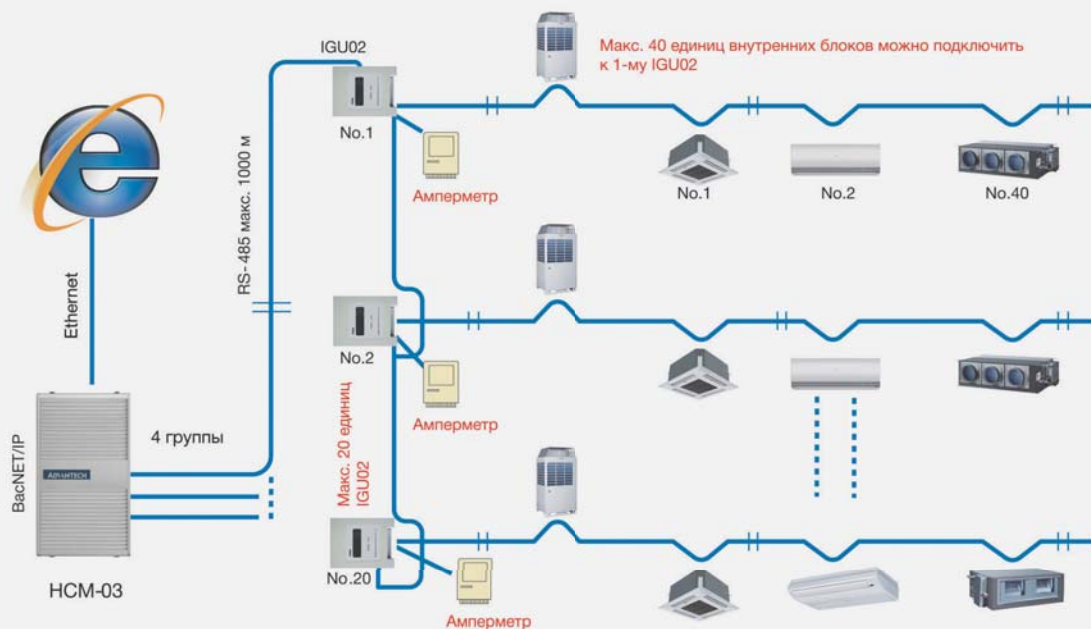 IGU02
Макс. 40 единиц внутренних блоков можно подключить
к 1-му IGU02
No.1
Амперметр
No.1
No.2
No.40
RS- 485 макс. 1000 м
Ethernet
No.2
Амперметр
4 группы
BacNET/IP
ADVANTECH
Макс. 20 единиц
IGU02
No.20
HCM-03
Амперметр